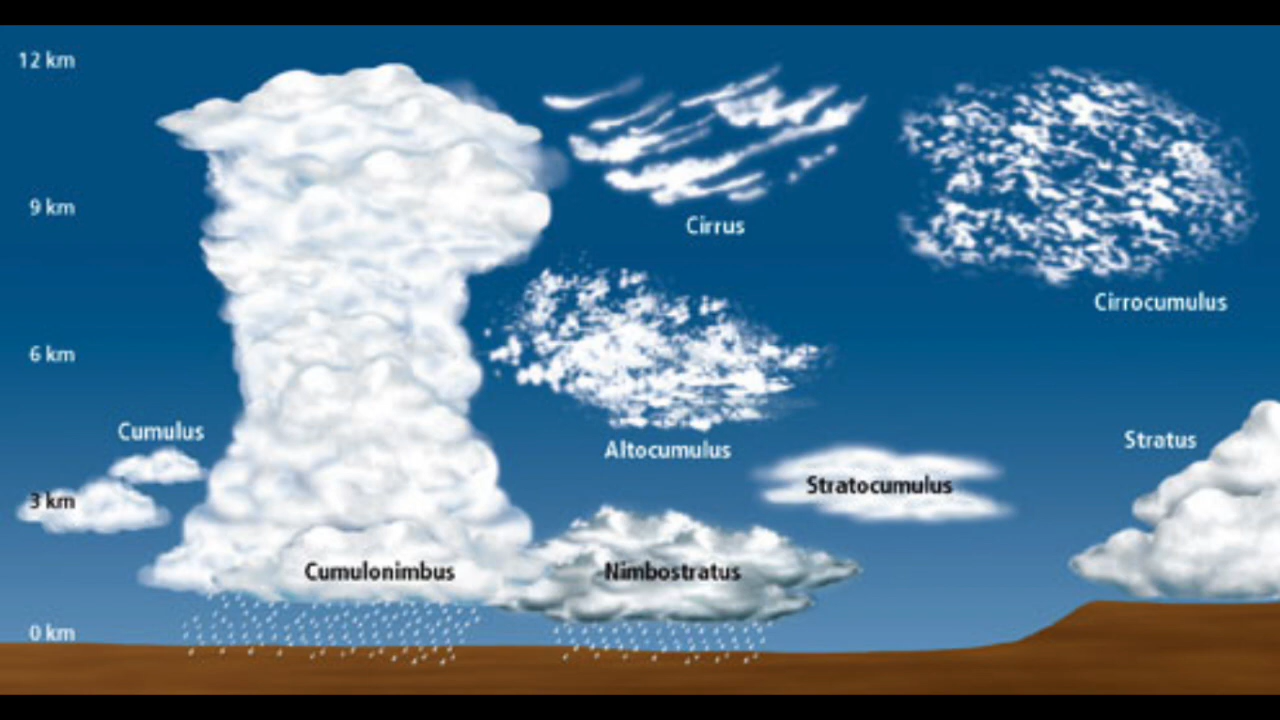 12 km
9 km
Cirrus
Cirrocumulus
6 km
Cumulus
Altocumulus
Stratus
Stratocumulus
3 km
Cumulonimbus
Nimbostratus
0 km